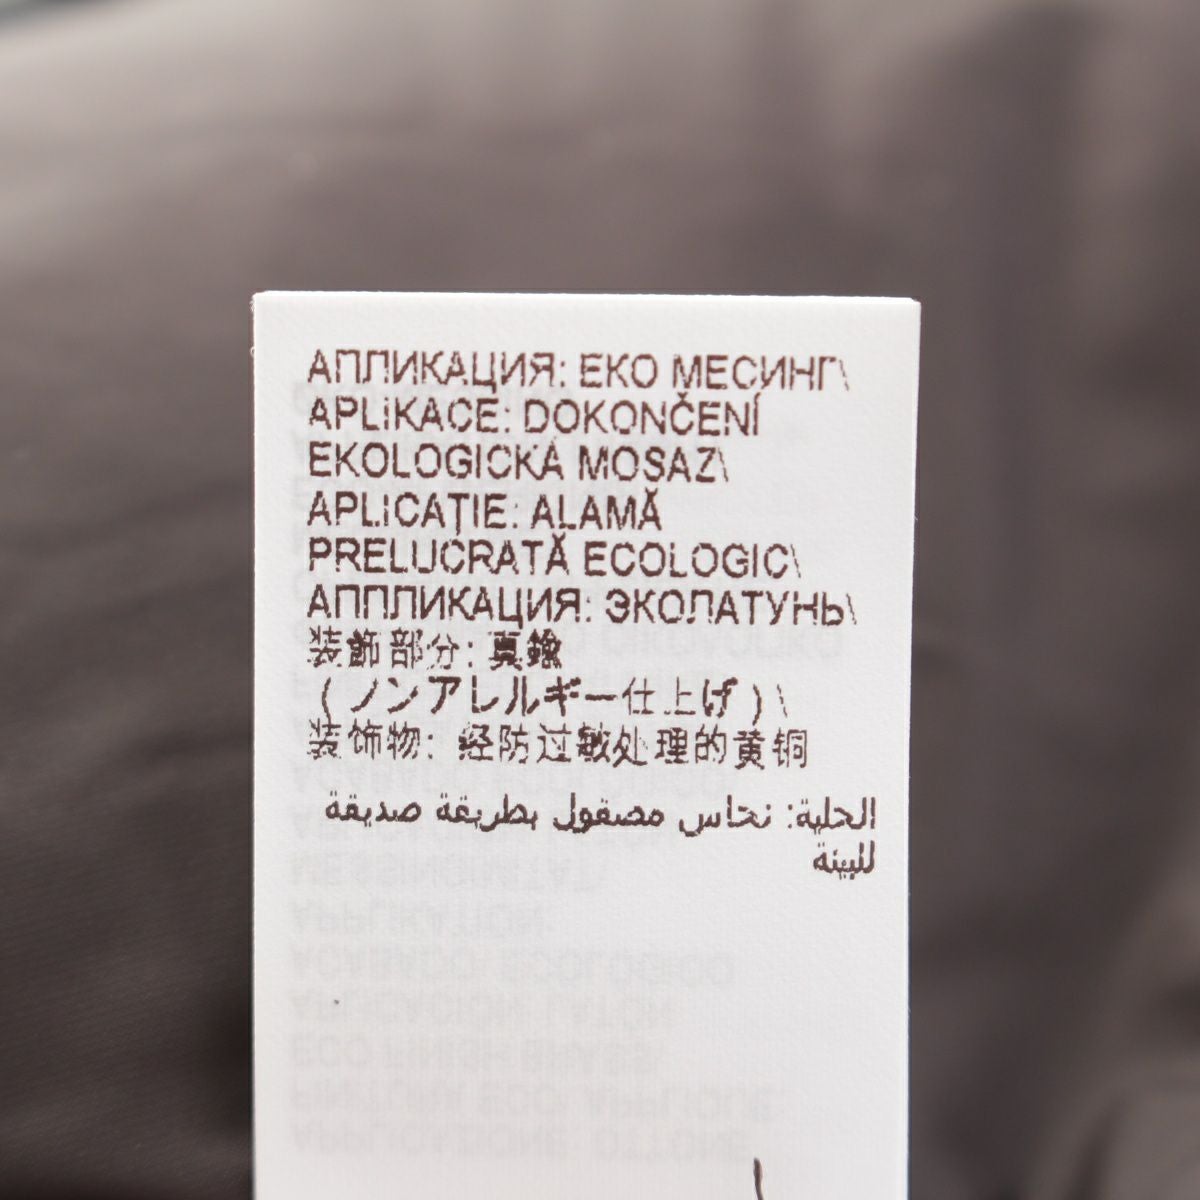 АПЛИКАЦИЯ: ЕКО МЕСИНГ\
APLIKACE: DOKONČENÍ
EKOLOGICKÁ MOSAZ\
APLICAȚIE: ALAMĂ
PRELUCRATĂ ECOLOGIC\
АППЛИКАЦИЯ: ЭКОЛАТУНЬ\
装飾部分: 真鍮
(ノンアレルギー仕上げ)\
装饰物: 经防过敏处理的黄铜
الحلية: نحاس مصقول بطريقة صديقة
للبيئة